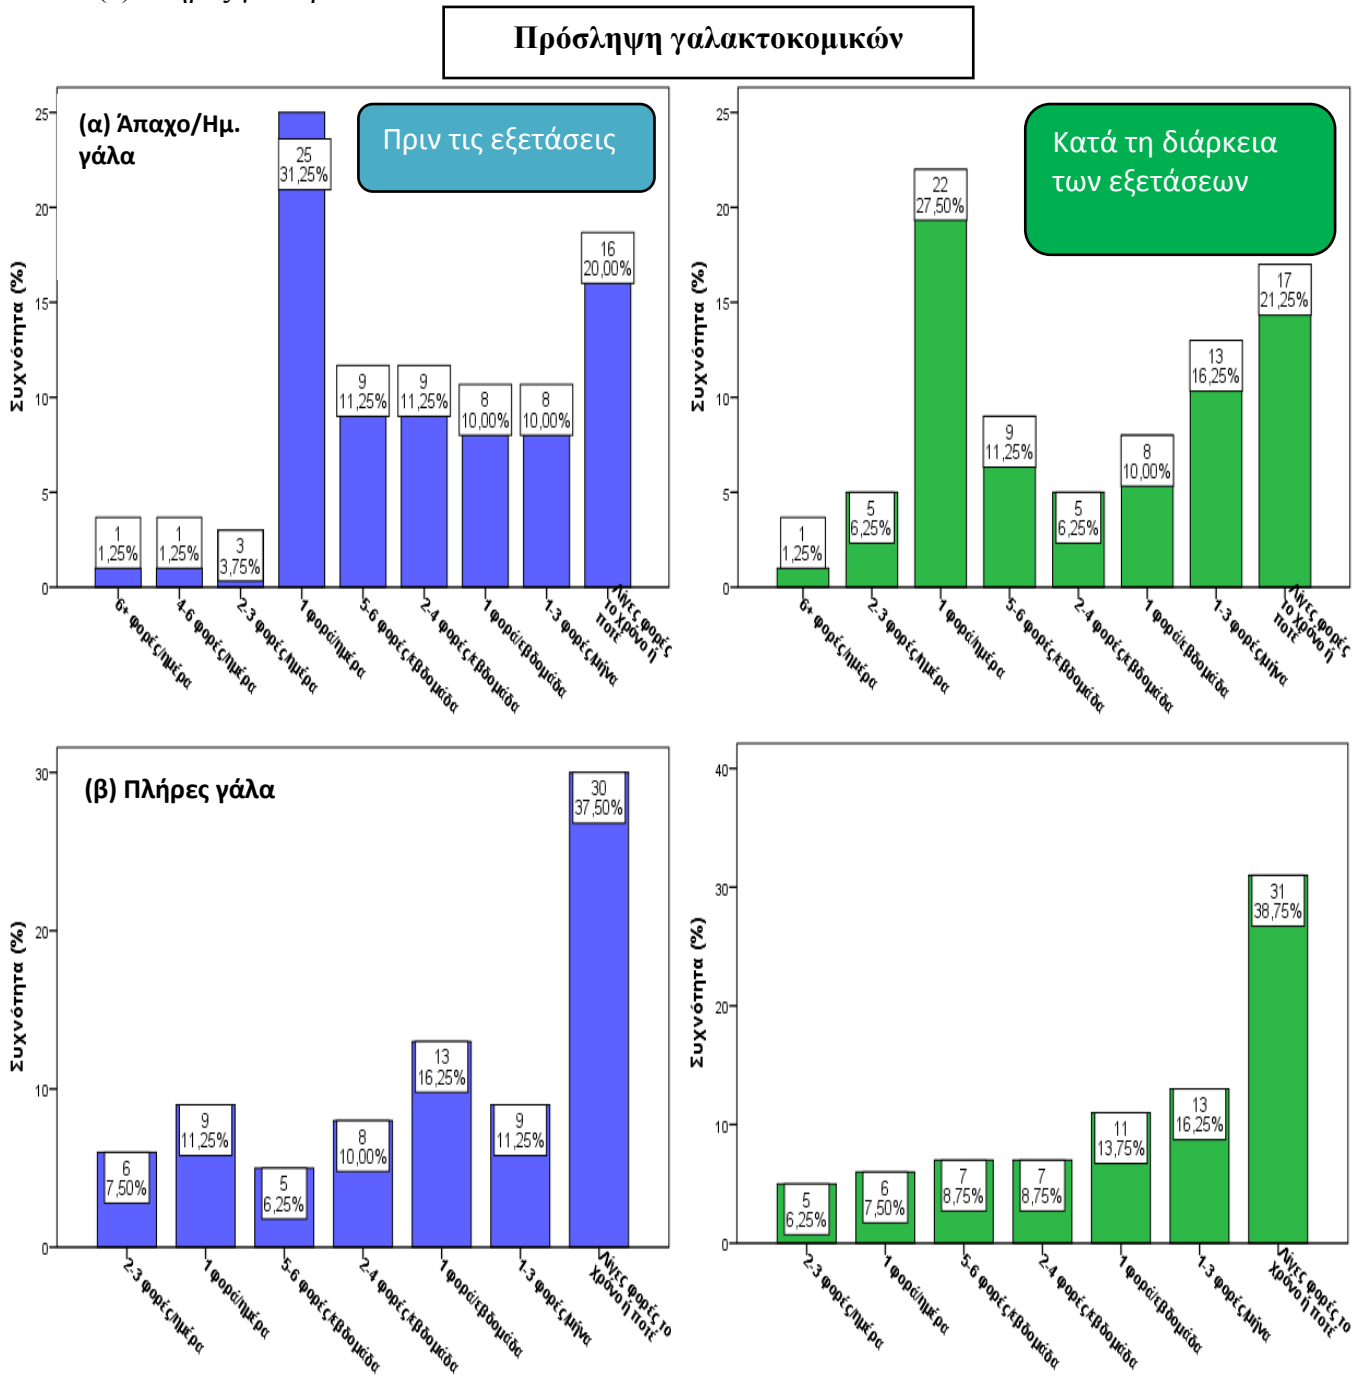 Πρόσληψη γαλακτοκομικών
(α) Άπαχο/Ημ.
γάλα
Πριν τις εξετάσεις
Συχνότητα (%)
25
20
15
10
5
0
1
1,25%
1
1,25%
3
3,75%
25
31,25%
9
11,25%
9
11,25%
8
10,00%
8
10,00%
16
20,00%
6+ φορές/ημέρα
4-6 φορές/ημέρα
2-3 φορές/ημέρα
1 φορά/ημέρα
5-6 φορές/εβδομάδα
2-4 φορές/εβδομάδα
1 φορά/εβδομάδα
1-3 φορές/μήνα
Λίγες φορές
το χρόνο ή
ποτέ
Κατά τη διάρκεια
των εξετάσεων
Συχνότητα (%)
25
20
15
10
5
0
1
1,25%
5
6,25%
22
27,50%
9
11,25%
5
6,25%
8
10,00%
13
16,25%
17
21,25%
6+ φορές/ημέρα
2-3 φορές/ημέρα
1 φορά/ημέρα
5-6 φορές/εβδομάδα
2-4 φορές/εβδομάδα
1 φορά/εβδομάδα
1-3 φορές/μήνα
Λίγες φορές
το χρόνο ή
ποτέ
(β) Πλήρες γάλα
Συχνότητα (%)
30
20
10
0
6
7,50%
9
11,25%
5
6,25%
8
10,00%
13
16,25%
9
11,25%
30
37,50%
2-3 φορές/ημέρα
1 φορά/ημέρα
5-6 φορές/εβδομάδα
2-4 φορές/εβδομάδα
1 φορά/εβδομάδα
1-3 φορές/μήνα
Λίγες φορές το
χρόνο ή ποτέ
Συχνότητα (%)
40
30
20
10
0
5
6,25%
6
7,50%
7
8,75%
7
8,75%
11
13,75%
13
16,25%
31
38,75%
2-3 φορές/ημέρα
1 φορά/ημέρα
5-6 φορές/εβδομάδα
2-4 φορές/εβδομάδα
1 φορά/εβδομάδα
1-3 φορές/μήνα
Λίγες φορές το
χρόνο ή ποτέ